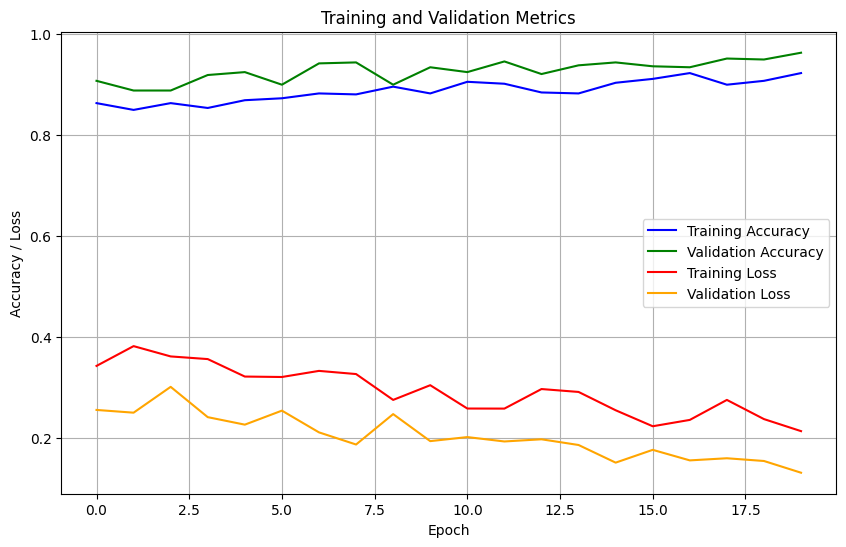 Training and Validation Metrics
1.0
0.8
0.6
0.4
0.2
Accuracy / Loss
Training Accuracy
Validation Accuracy
Training Loss
Validation Loss
0.0 2.5 5.0 7.5 10.0 12.5 15.0 17.5
Epoch